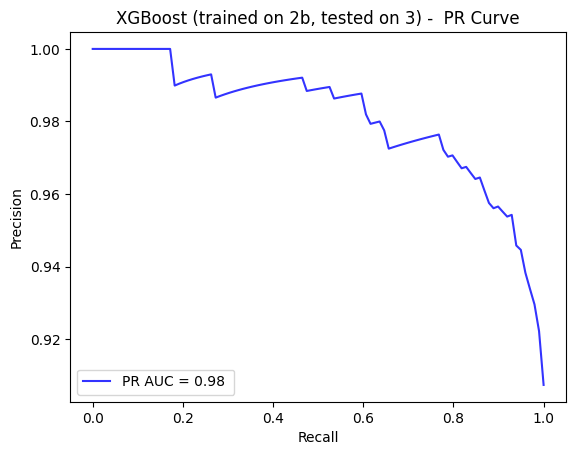 XGBoost (trained on 2b, tested on 3) -  PR Curve
Precision
1.00
0.98
0.96
0.94
0.92
PR AUC = 0.98
0.0 0.2 0.4 0.6 0.8 1.0
Recall